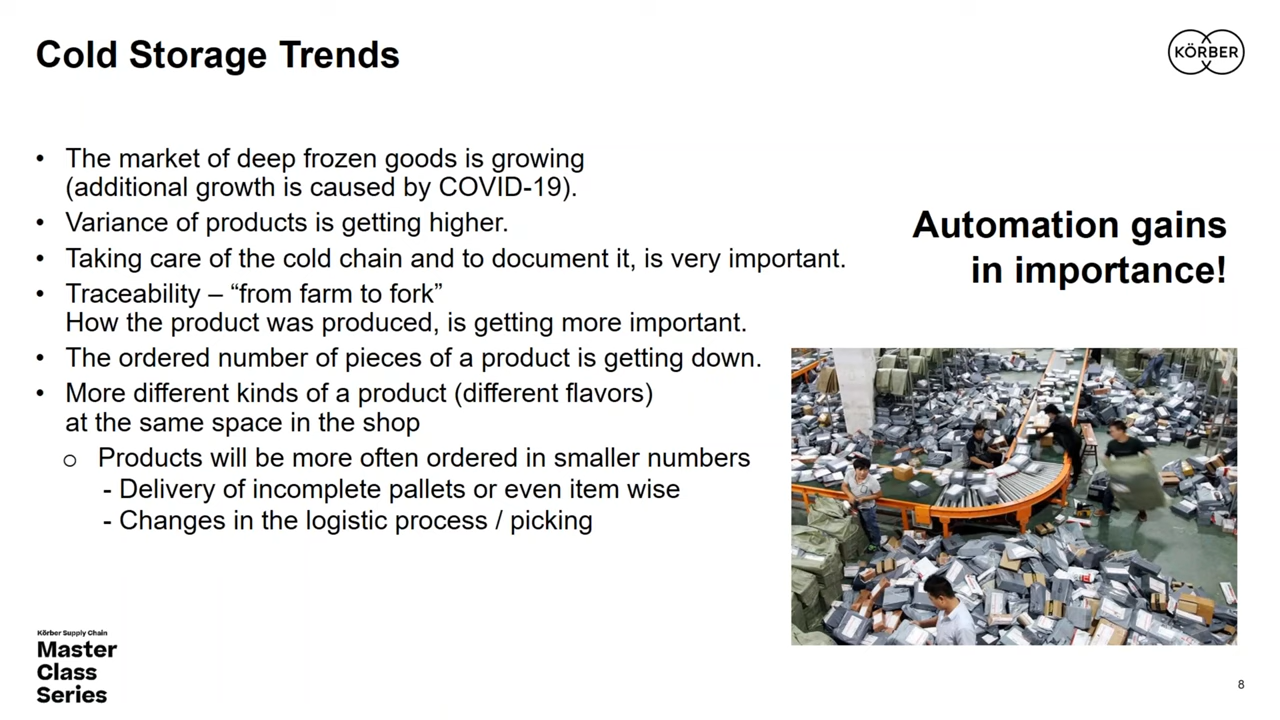 Cold Storage Trends
KÖRBER
• The market of deep frozen goods is growing
(additional growth is caused by COVID-19).
• Variance of products is getting higher.
• Taking care of the cold chain and to document it, is very important.
• Traceability – “from farm to fork”
How the product was produced, is getting more important.
• The ordered number of pieces of a product is getting down.
• More different kinds of a product (different flavors)
at the same space in the shop
o Products will be more often ordered in smaller numbers
- Delivery of incomplete pallets or even item wise
- Changes in the logistic process / picking
Automation gains
in importance!
Körber Supply Chain
Master
Class
Series
8